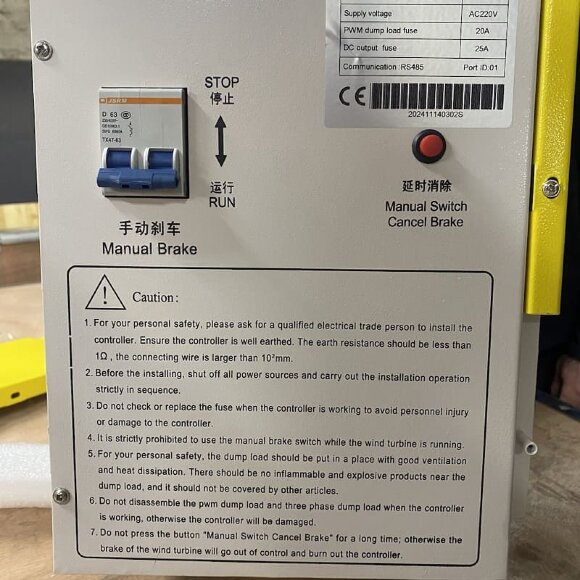 Supply voltage AC220V
PWM dump load fuse 20A
DC output fuse 25A
Communication :RS485 Port ID:01
CE
202411140302S
STOP
停止
JSRM
D 63
TX47-63
运行
RUN
手动刹车
Manual Brake
延时消除
Manual Switch
Cancel Brake
Caution:
1. For your personal safety, please ask for a qualified electrical trade person to install the
controller. Ensure the controller is well earthed. The earth resistance should be less than
1Ω , the connecting wire is larger than 10²mm.
2. Before the installing, shut off all power sources and carry out the installation operation
strictly in sequence.
3. Do not check or replace the fuse when the controller is working to avoid personnel injury
or damage to the controller.
4. It is strictly prohibited to use the manual brake switch while the wind turbine is running.
5. For your personal safety, the dump load should be put in a place with good ventilation
and heat dissipation. There should be no inflammable and explosive products near the
dump load, and it should not be covered by other articles.
6. Do not disassemble the pwm dump load and three phase dump load when the controller
is working, otherwise the controller will be damaged.
7. Do not press the button "Manual Switch Cancel Brake" for a long time; otherwise the
brake of the wind turbine will go out of control and burn out the controller.